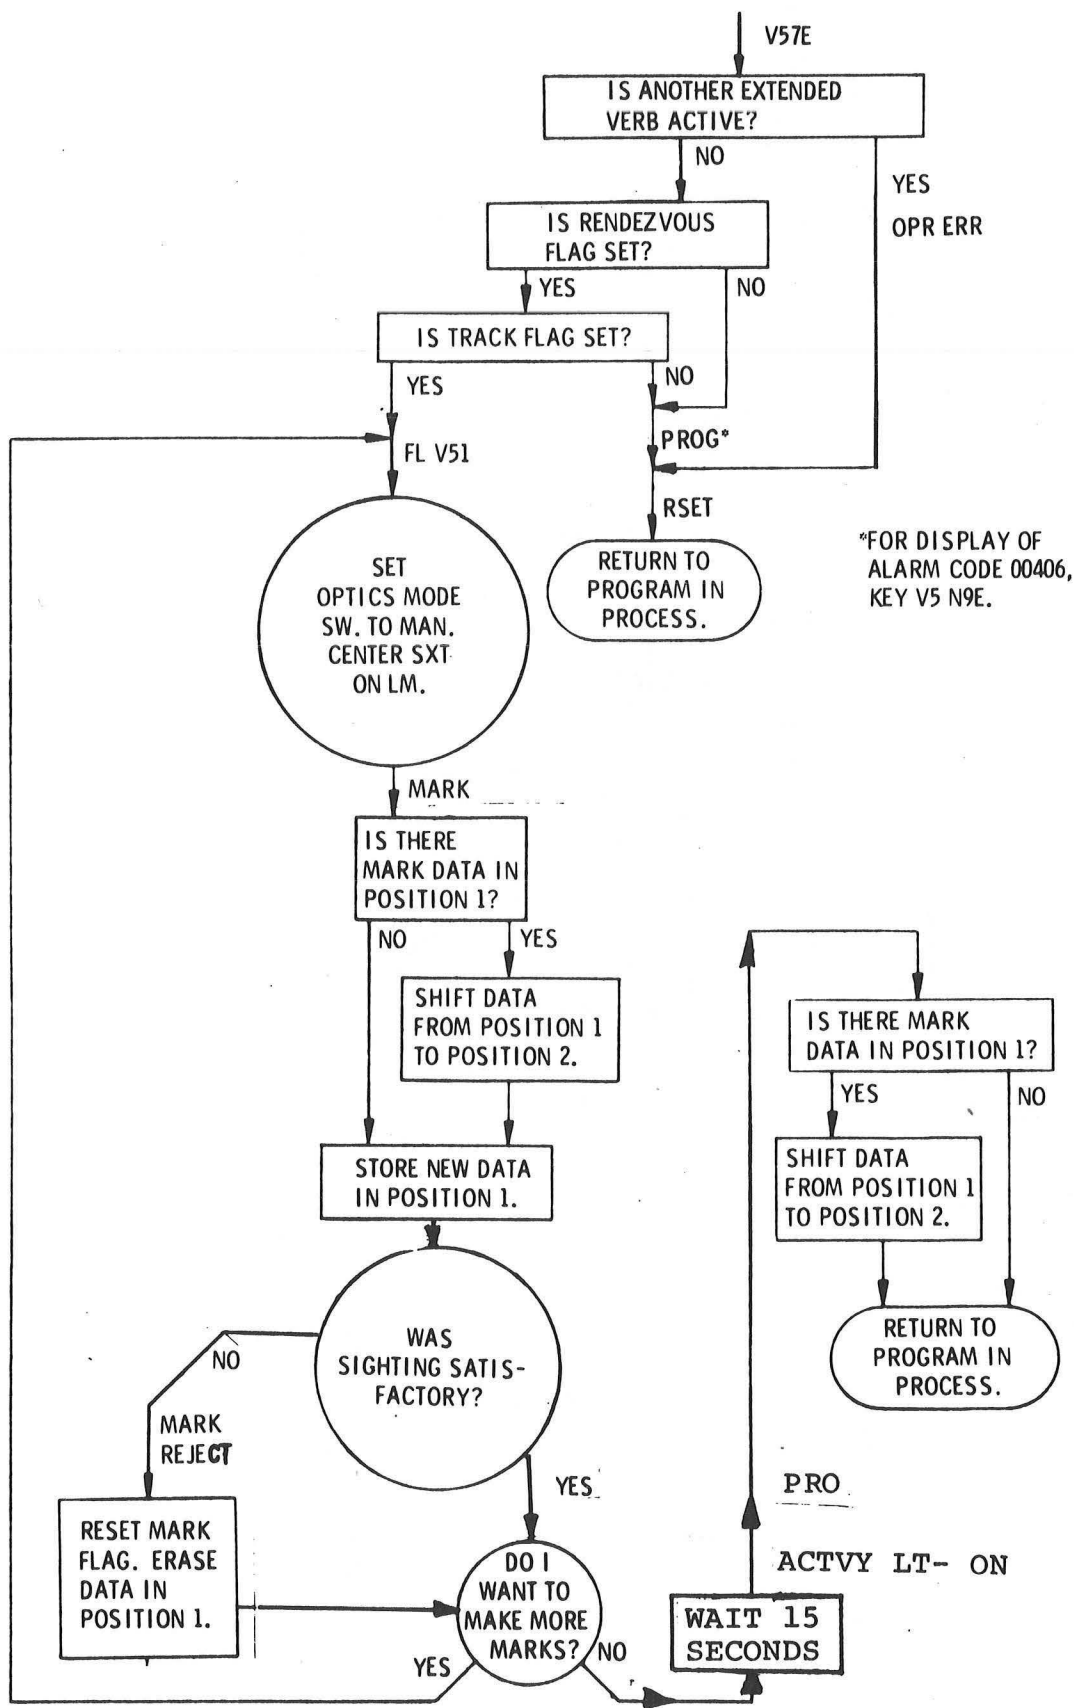 V57E
IS ANOTHER EXTENDED
VERB ACTIVE?
NO
YES
OPR ERR
IS RENDEZVOUS
FLAG SET?
YES
NO
IS TRACK FLAG SET?
YES
NO
FL V51
PROG*
RSET
SET
OPTICS MODE
SW. TO MAN.
CENTER SXT
ON LM.
RETURN TO
PROGRAM IN
PROCESS.
*FOR DISPLAY OF
ALARM CODE 00406,
KEY V5 N9E.
MARK
IS THERE
MARK DATA IN
POSITION 1?
NO
YES
SHIFT DATA
FROM POSITION 1
TO POSITION 2.
STORE NEW DATA
IN POSITION 1.
WAS
SIGHTING SATIS-
FACTORY?
NO
MARK
REJECT
YES
RESET MARK
FLAG. ERASE
DATA IN
POSITION 1.
DO I
WANT TO
MAKE MORE
MARKS?
YES
NO
WAIT 15
SECONDS
ACTVY LT- ON
PRO
IS THERE MARK
DATA IN POSITION 1?
YES
NO
SHIFT DATA
FROM POSITION 1
TO POSITION 2.
RETURN TO
PROGRAM IN
PROCESS.